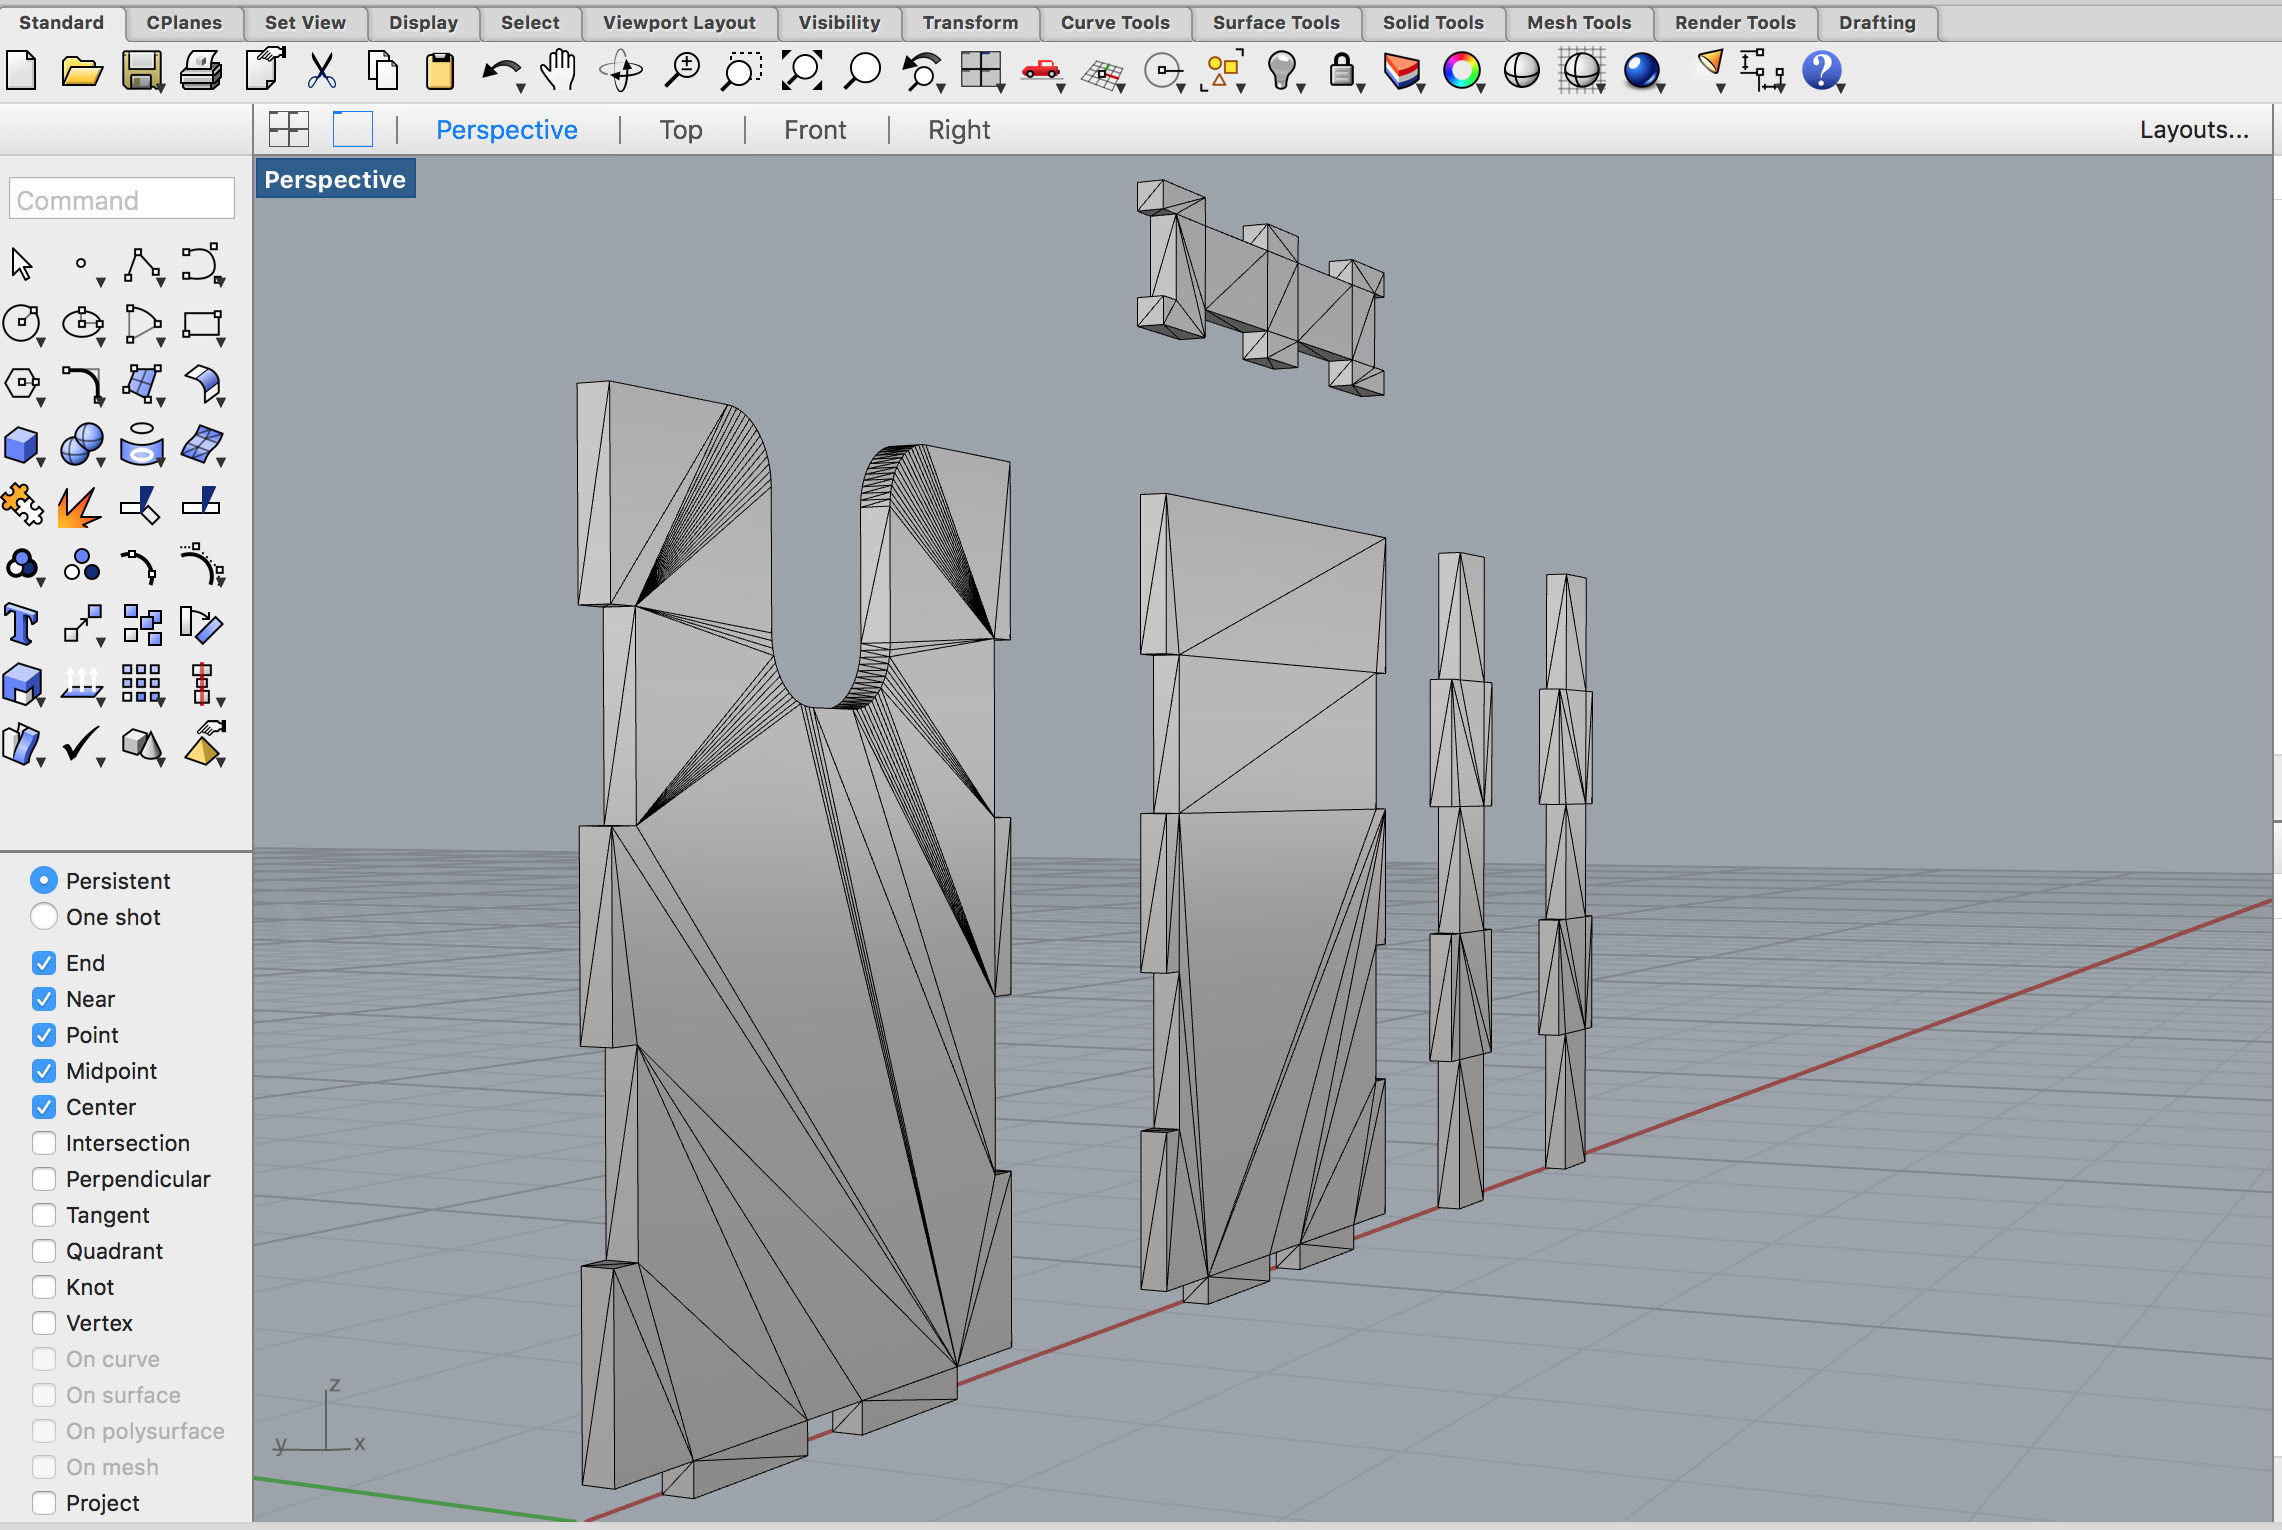 Standard CPlanes Set View Display Select Viewport Layout Visibility Transform Curve Tools Surface Tools Solid Tools Mesh Tools Render Tools Drafting
Perspective Top Front Right Layouts...
Perspective
Command
Persistent
One shot
End
Near
Point
Midpoint
Center
Intersection
Perpendicular
Tangent
Quadrant
Knot
Vertex
On curve
On surface
On polysurface
On mesh
Project
z
y x